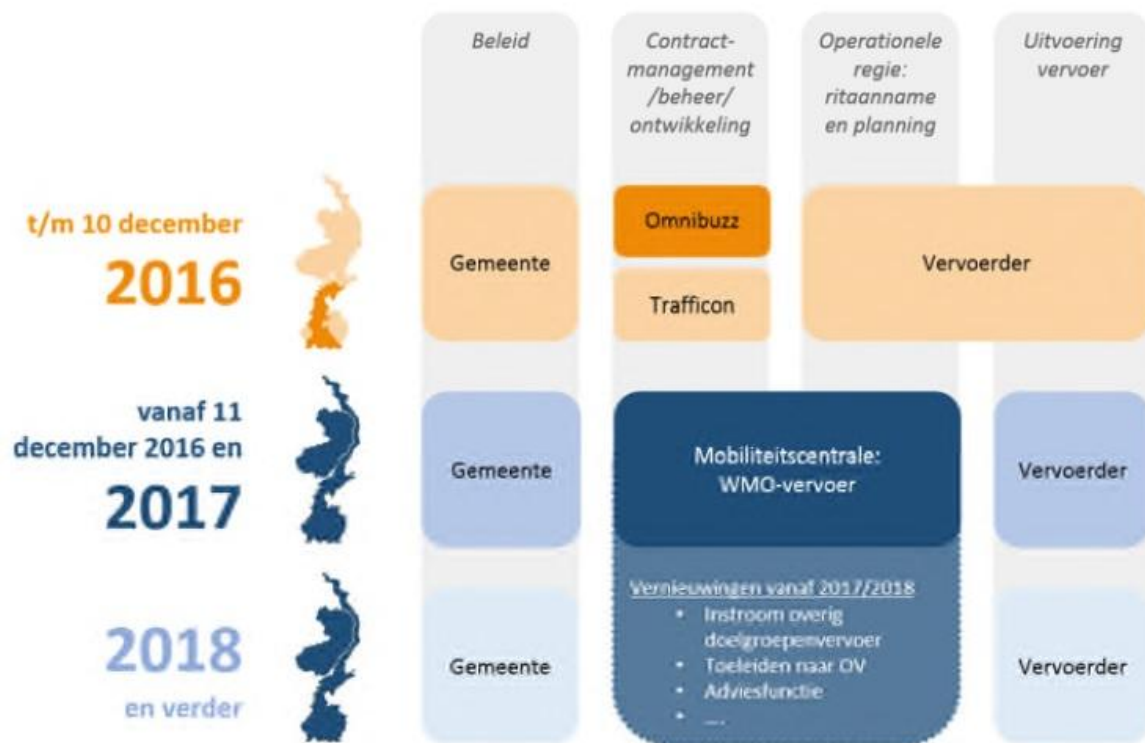 Beleid
Contract-
management
/beheer/
ontwikkeling
Operationele
regie:
ritaanname
en planning
Uitvoering
vervoer
t/m 10 december
2016
Gemeente
Omnibuzz
Trafficon
Vervoerder
vanaf 11
december 2016 en
2017
Gemeente
Mobiliteitscentrale:
WMO-vervoer
Vervoerder
2018
en verder
Gemeente
Vernieuwingen vanaf 2017/2018
• Instroom overig
doelgroepenvervoer
• Toeleiden naar OV
• Adviesfunctie
• ....
Vervoerder